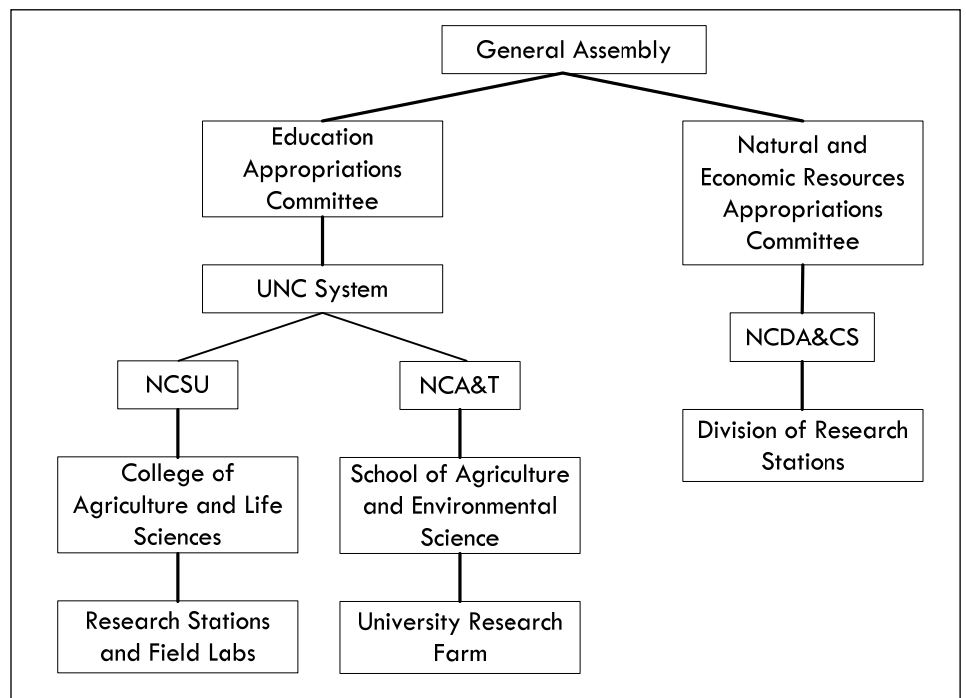 General Assembly
Education
Appropriations
Committee
Natural and
Economic Resources
Appropriations
Committee
UNC System
NCDA&CS
NCSU
NCA&T
Division of Research
Stations
College of
Agriculture and Life
Sciences
School of Agriculture
and Environmental
Science
Research Stations
and Field Labs
University Research
Farm